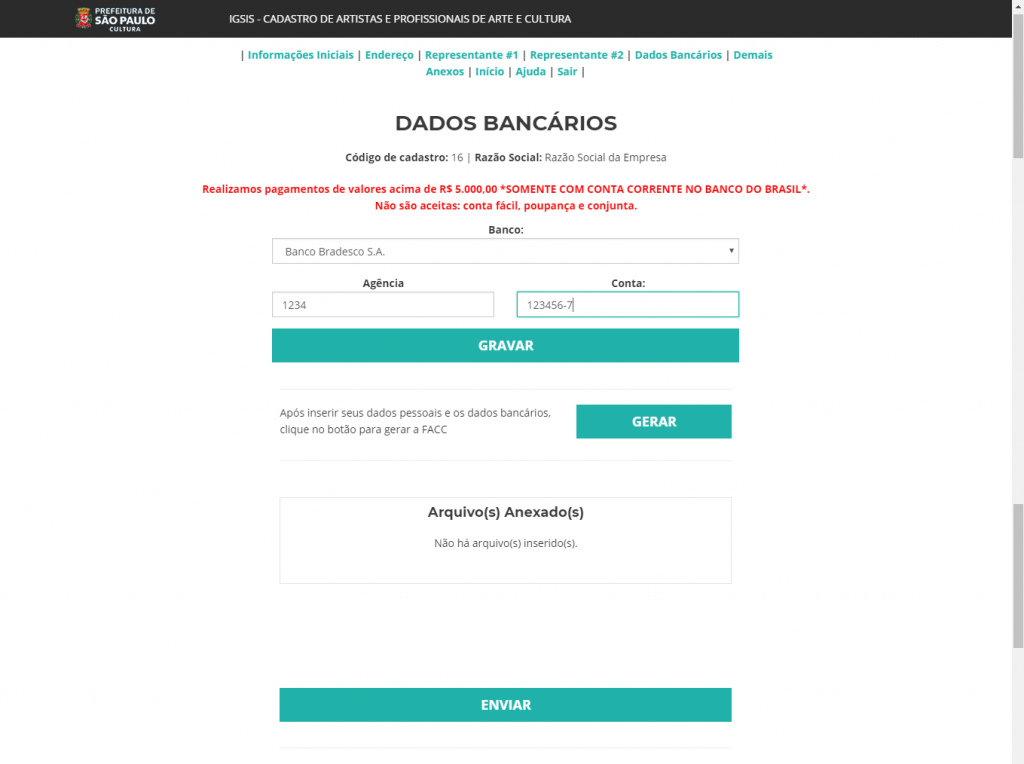 PREFEITURA DE
SÃO PAULO
CULTURA
IGSIS - CADASTRO DE ARTISTAS E PROFISSIONAIS DE ARTE E CULTURA
| Informações Iniciais | Endereço | Representante #1 | Representante #2 | Dados Bancários | Demais
Anexos | Início | Ajuda | Sair |
DADOS BANCÁRIOS
Código de cadastro: 16 | Razão Social: Razão Social da Empresa
Realizamos pagamentos de valores acima de R$ 5.000,00 *SOMENTE COM CONTA CORRENTE NO BANCO DO BRASIL*.
Não são aceitas: conta fácil, poupança e conjunta.
Banco:
Banco Bradesco S.A.
Agência Conta:
1234 123456-7
GRAVAR
Após inserir seus dados pessoais e os dados bancários,
clique no botão para gerar a FACC
GERAR
Arquivo(s) Anexado(s)
Não há arquivo(s) inserido(s).
ENVIAR